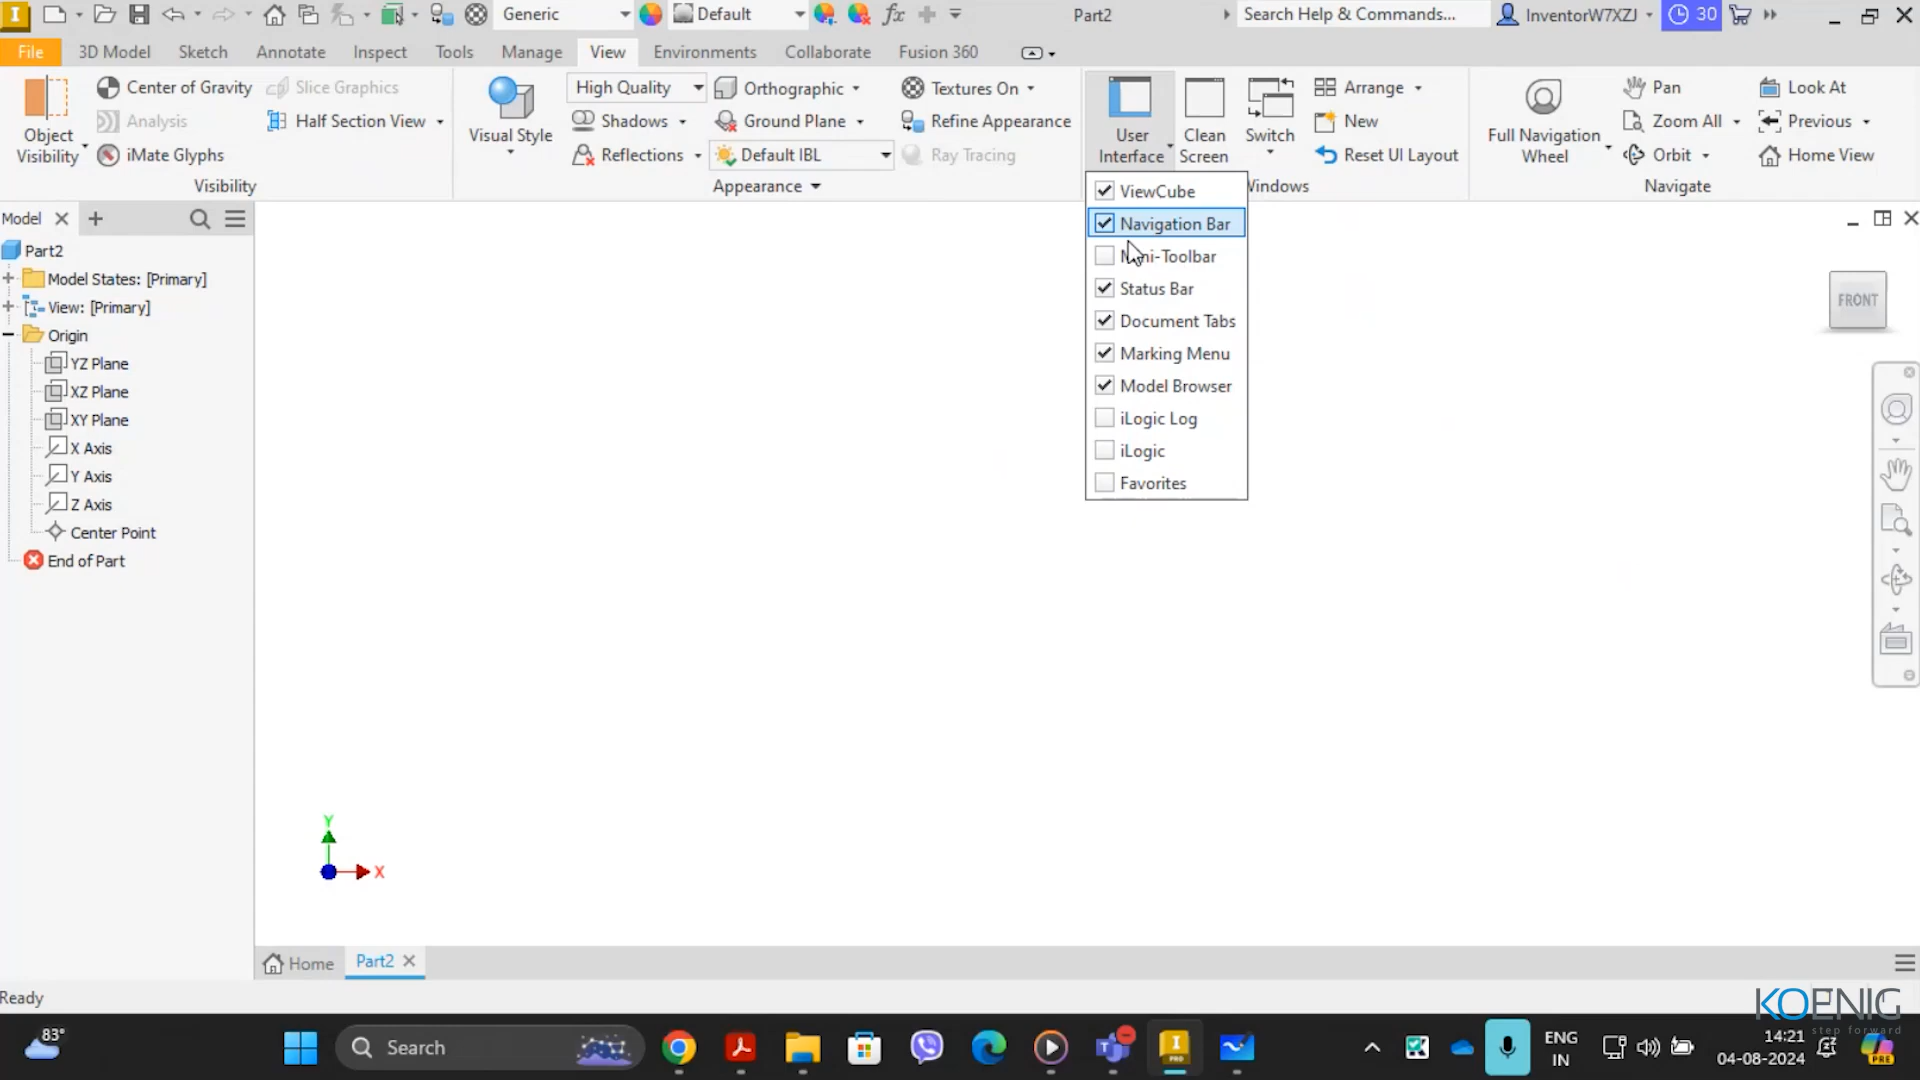 Generic
Default
fx
Part2
Search Help & Commands...
InventorW7XZJ
30
File
3D Model
Sketch
Annotate
Inspect
Tools
Manage
View
Environments
Collaborate
Fusion 360
Object
Visibility
Center of Gravity
Analysis
iMate Glyphs
Slice Graphics
Half Section View
Visibility
Visual Style
High Quality
Shadows
Reflections
Orthographic
Ground Plane
Default IBL
Textures On
Refine Appearance
Ray Tracing
Appearance
User
Interface
Clean
Screen
Switch
Arrange
New
Reset UI Layout
Windows
Full Navigation
Wheel
Pan
Zoom All
Orbit
Look At
Previous
Home View
Navigate
ViewCube
Navigation Bar
Mini-Toolbar
Status Bar
Document Tabs
Marking Menu
Model Browser
iLogic Log
iLogic
Favorites
Model
Part2
Model States: [Primary]
View: [Primary]
Origin
YZ Plane
XZ Plane
XY Plane
X Axis
Y Axis
Z Axis
Center Point
End of Part
FRONT
Y
X
Home
Part2
Ready
KOENIG
step forward
83°
Search
PRO
ENG
IN
14:21
04-08-2024
PRE